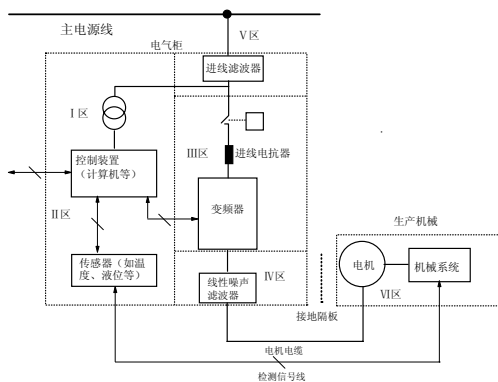 主电源线
电气柜
V区
进线滤波器
I区
III区
进线电抗器
控制装置
（计算机等）
II区
变频器
生产机械
传感器（如温
度、液位等）
线性噪声
滤波器
IV区
接地隔板
电机
机械系统
VI区
电机电缆
检测信号线